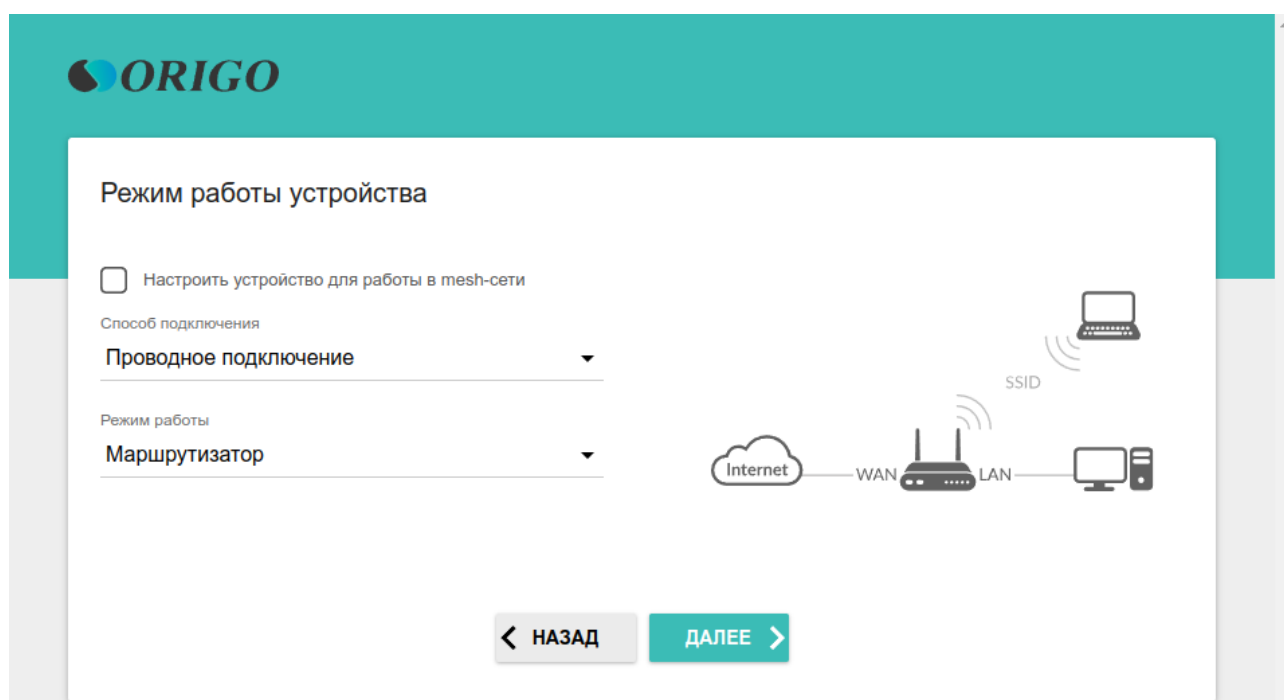 ORIGO
Режим работы устройства
Настроить устройство для работы в mesh-сети
Способ подключения
Проводное подключение
Режим работы
Маршрутизатор
SSID
Internet
WAN
LAN
НАЗАД
ДАЛЕЕ